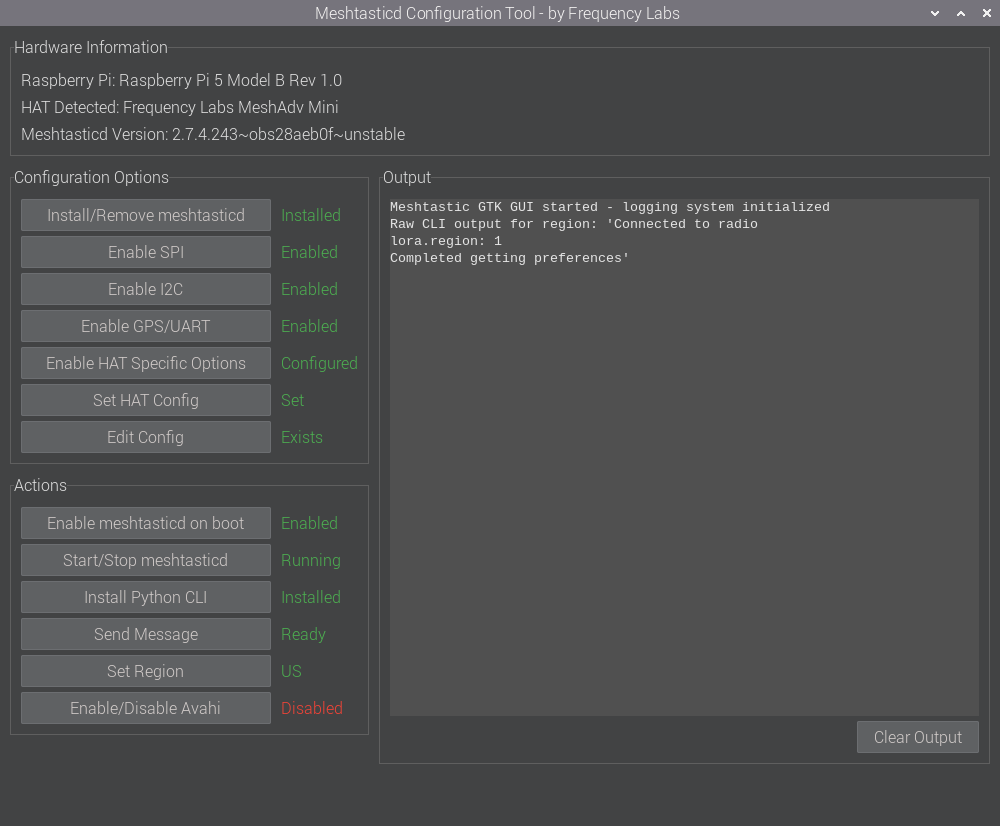 Meshtasticd Configuration Tool - by Frequency Labs
Hardware Information
Raspberry Pi: Raspberry Pi 5 Model B Rev 1.0
HAT Detected: Frequency Labs MeshAdv Mini
Meshtasticd Version: 2.7.4.243~obs28aeb0f~unstable
Configuration Options
Install/Remove meshtasticd Installed
Enable SPI Enabled
Enable I2C Enabled
Enable GPS/UART Enabled
Enable HAT Specific Options Configured
Set HAT Config Set
Edit Config Exists
Actions
Enable meshtasticd on boot Enabled
Start/Stop meshtasticd Running
Install Python CLI Installed
Send Message Ready
Set Region US
Enable/Disable Avahi Disabled
Output
Meshtastic GTK GUI started - logging system initialized
Raw CLI output for region: 'Connected to radio
lora.region: 1
Completed getting preferences'
Clear Output